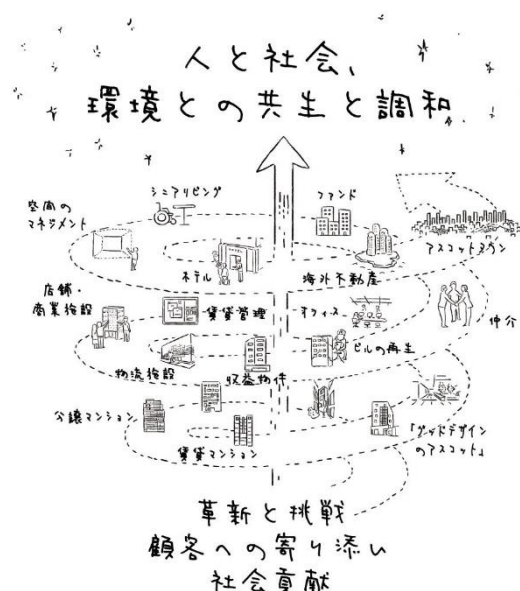 人と社会、
環境との共生と調和
シニアリビング
ファンド
空間の
マネジメント
アスコットタウン
ホテル
海外不動産
店舗・
商業施設
賃貸管理
オフィス
仲介
物流施設
収益物件
ビルの再生
分譲マンション
賃貸マンション
「グッドデザイン
のアスコット」
革新と挑戦
顧客への寄り添い
社会貢献